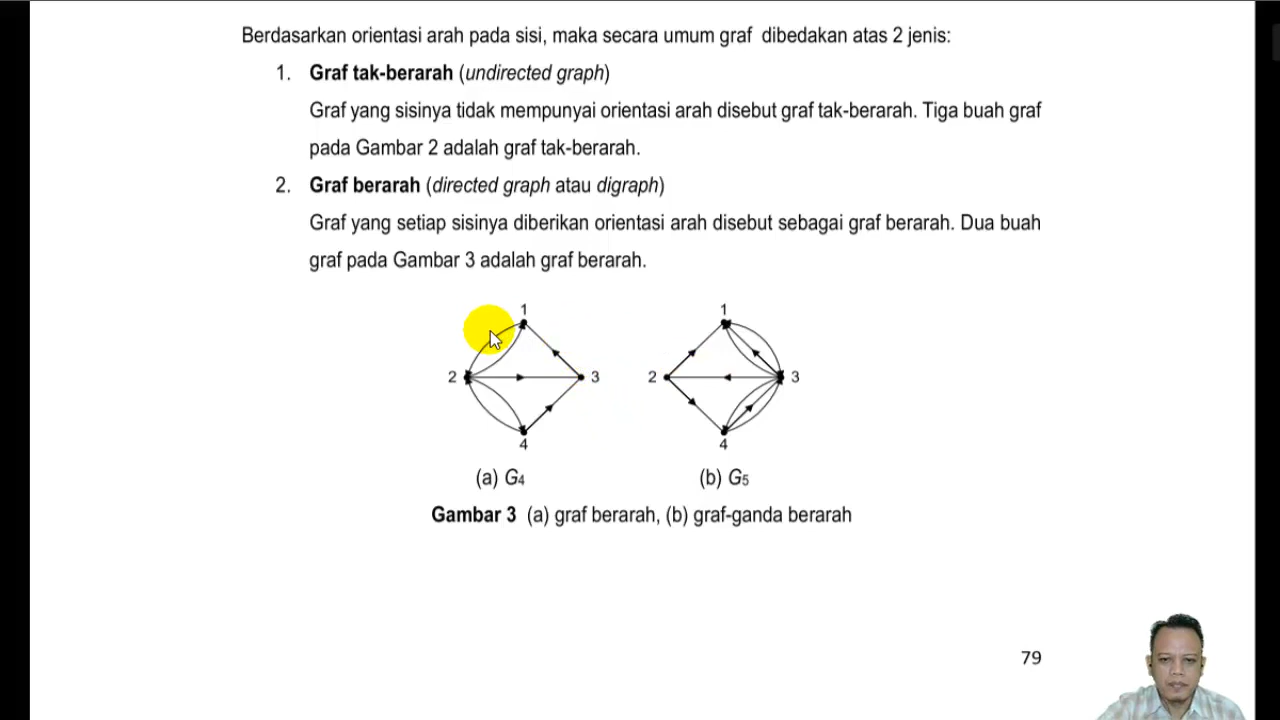 Berdasarkan orientasi arah pada sisi, maka secara umum graf dibedakan atas 2 jenis:
1. Graf tak-berarah (undirected graph)
Graf yang sisinya tidak mempunyai orientasi arah disebut graf tak-berarah. Tiga buah graf
pada Gambar 2 adalah graf tak-berarah.
2. Graf berarah (directed graph atau digraph)
Graf yang setiap sisinya diberikan orientasi arah disebut sebagai graf berarah. Dua buah
graf pada Gambar 3 adalah graf berarah.
1 1
2 3 2 3
4 4
(a) G4 (b) G5
Gambar 3 (a) graf berarah, (b) graf-ganda berarah
79